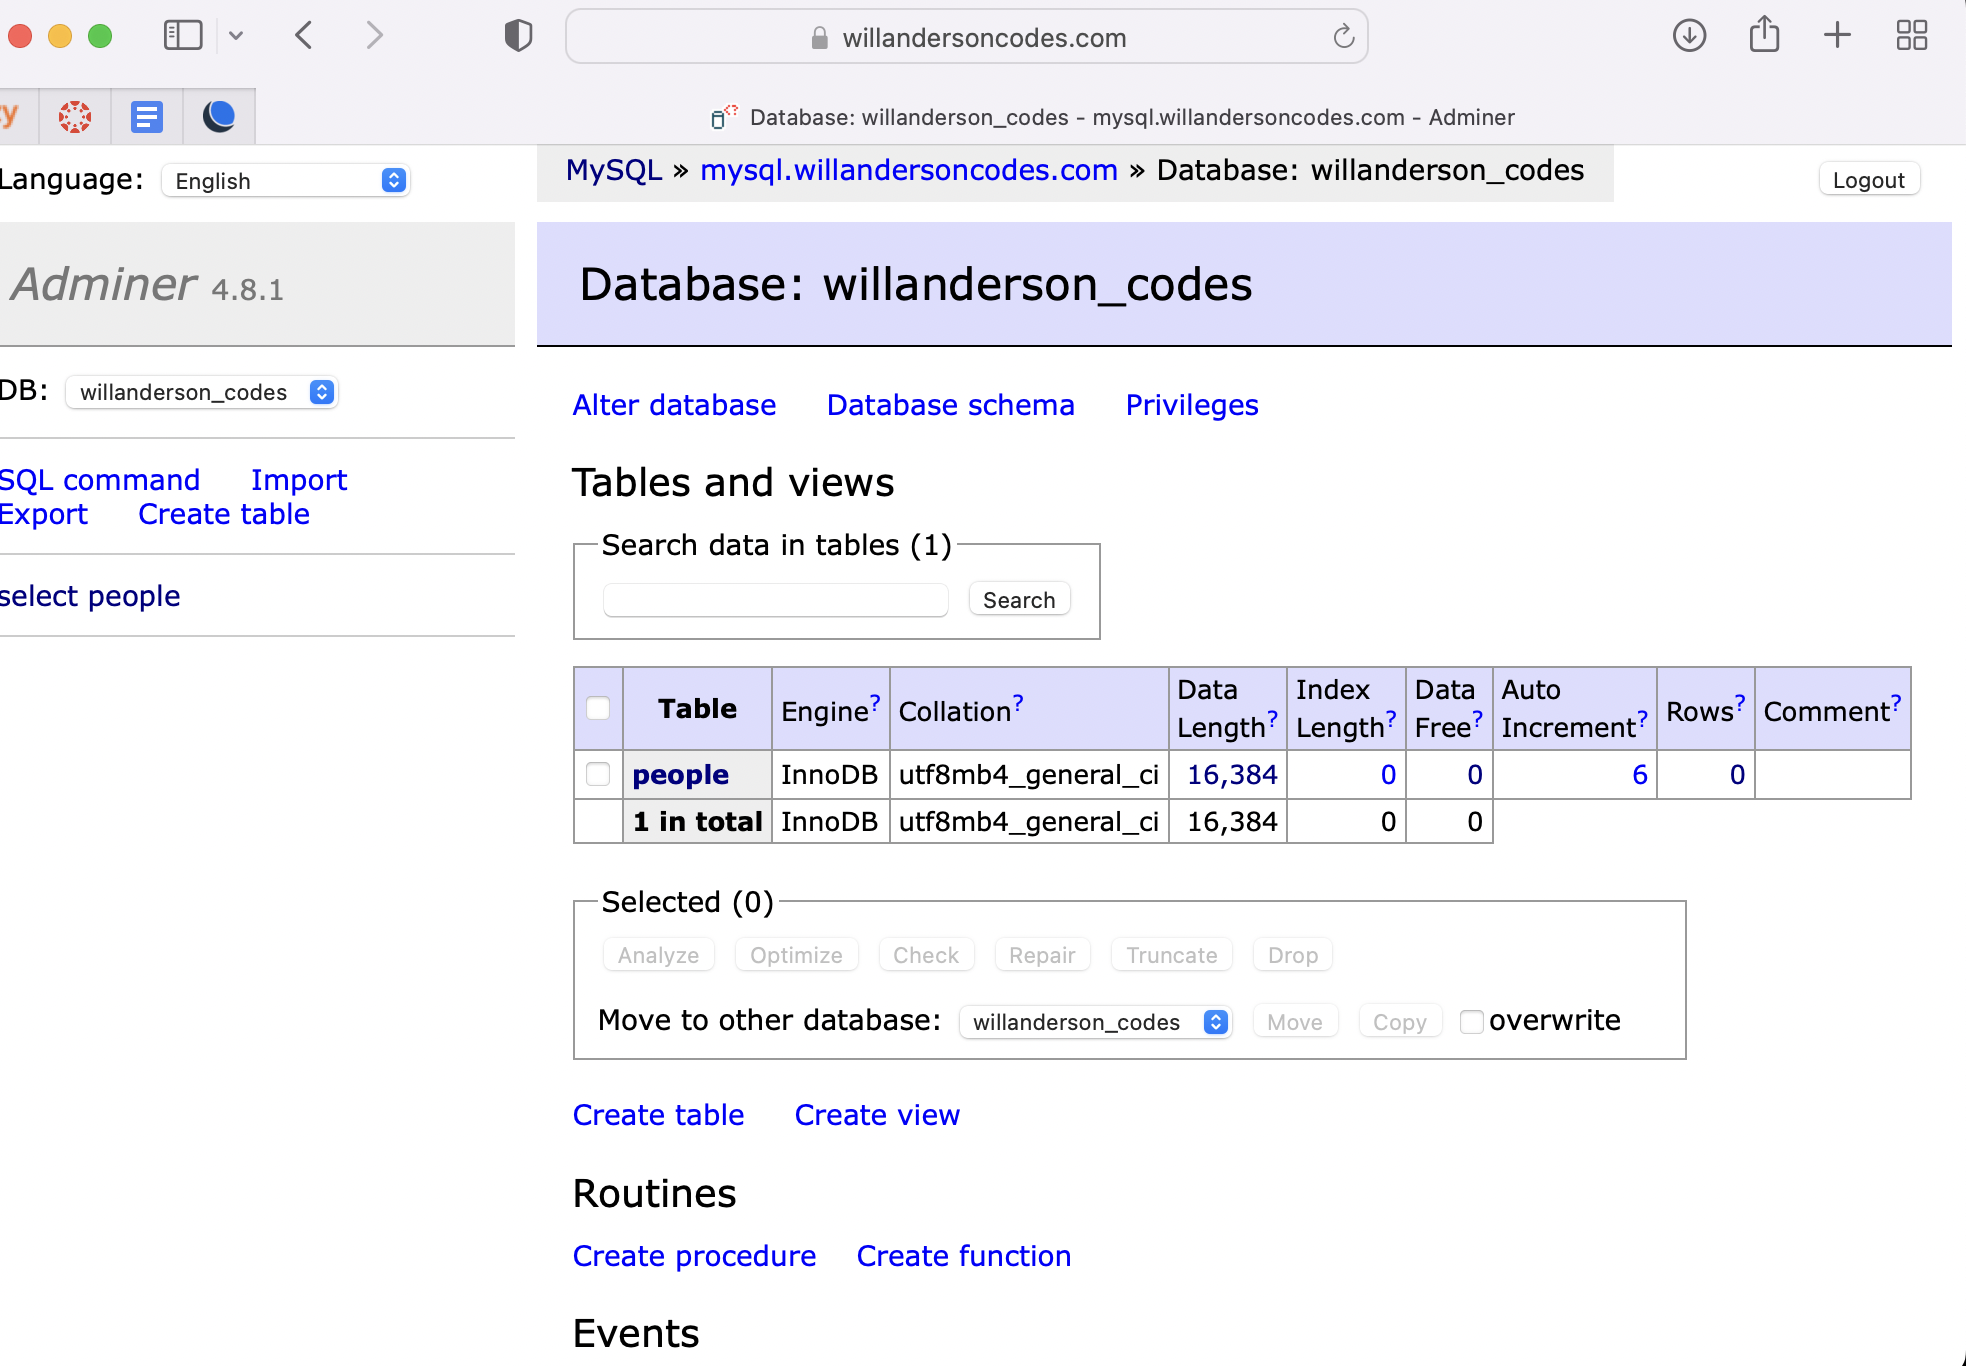 willandersoncodes.com
Database: willanderson_codes - mysql.willandersoncodes.com - Adminer
Language: English
MySQL » mysql.willandersoncodes.com » Database: willanderson_codes
Logout
Adminer 4.8.1
Database: willanderson_codes
DB: willanderson_codes
SQL command Import
Export Create table
select people
Alter database Database schema Privileges
Tables and views
Search data in tables (1)
Search
Table Engine? Collation? Data Length? Index Length? Data Free? Auto Increment? Rows? Comment?
people InnoDB utf8mb4_general_ci 16,384 0 0 6 0
1 in total InnoDB utf8mb4_general_ci 16,384 0 0
Selected (0)
Analyze Optimize Check Repair Truncate Drop
Move to other database: willanderson_codes Move Copy overwrite
Create table Create view
Routines
Create procedure Create function
Events